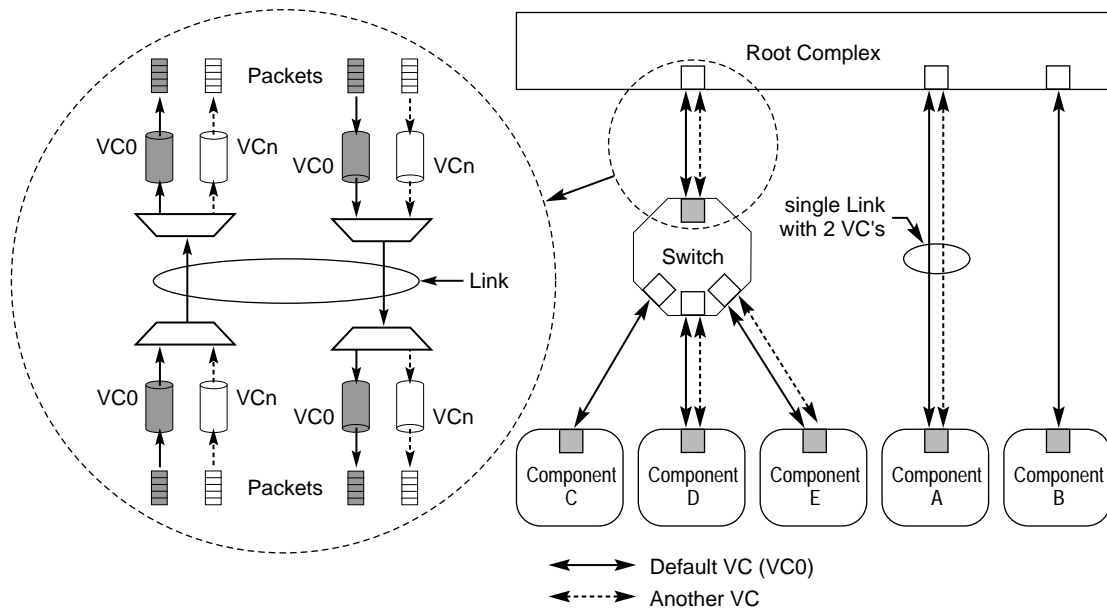 Packets
VC0
VCn
VC0
VCn
Link
VC0
VCn
VC0
VCn
Packets
Root Complex
single Link
with 2 VC's
Switch
Component
C
Component
D
Component
E
Component
A
Component
B
Default VC (VC0)
Another VC